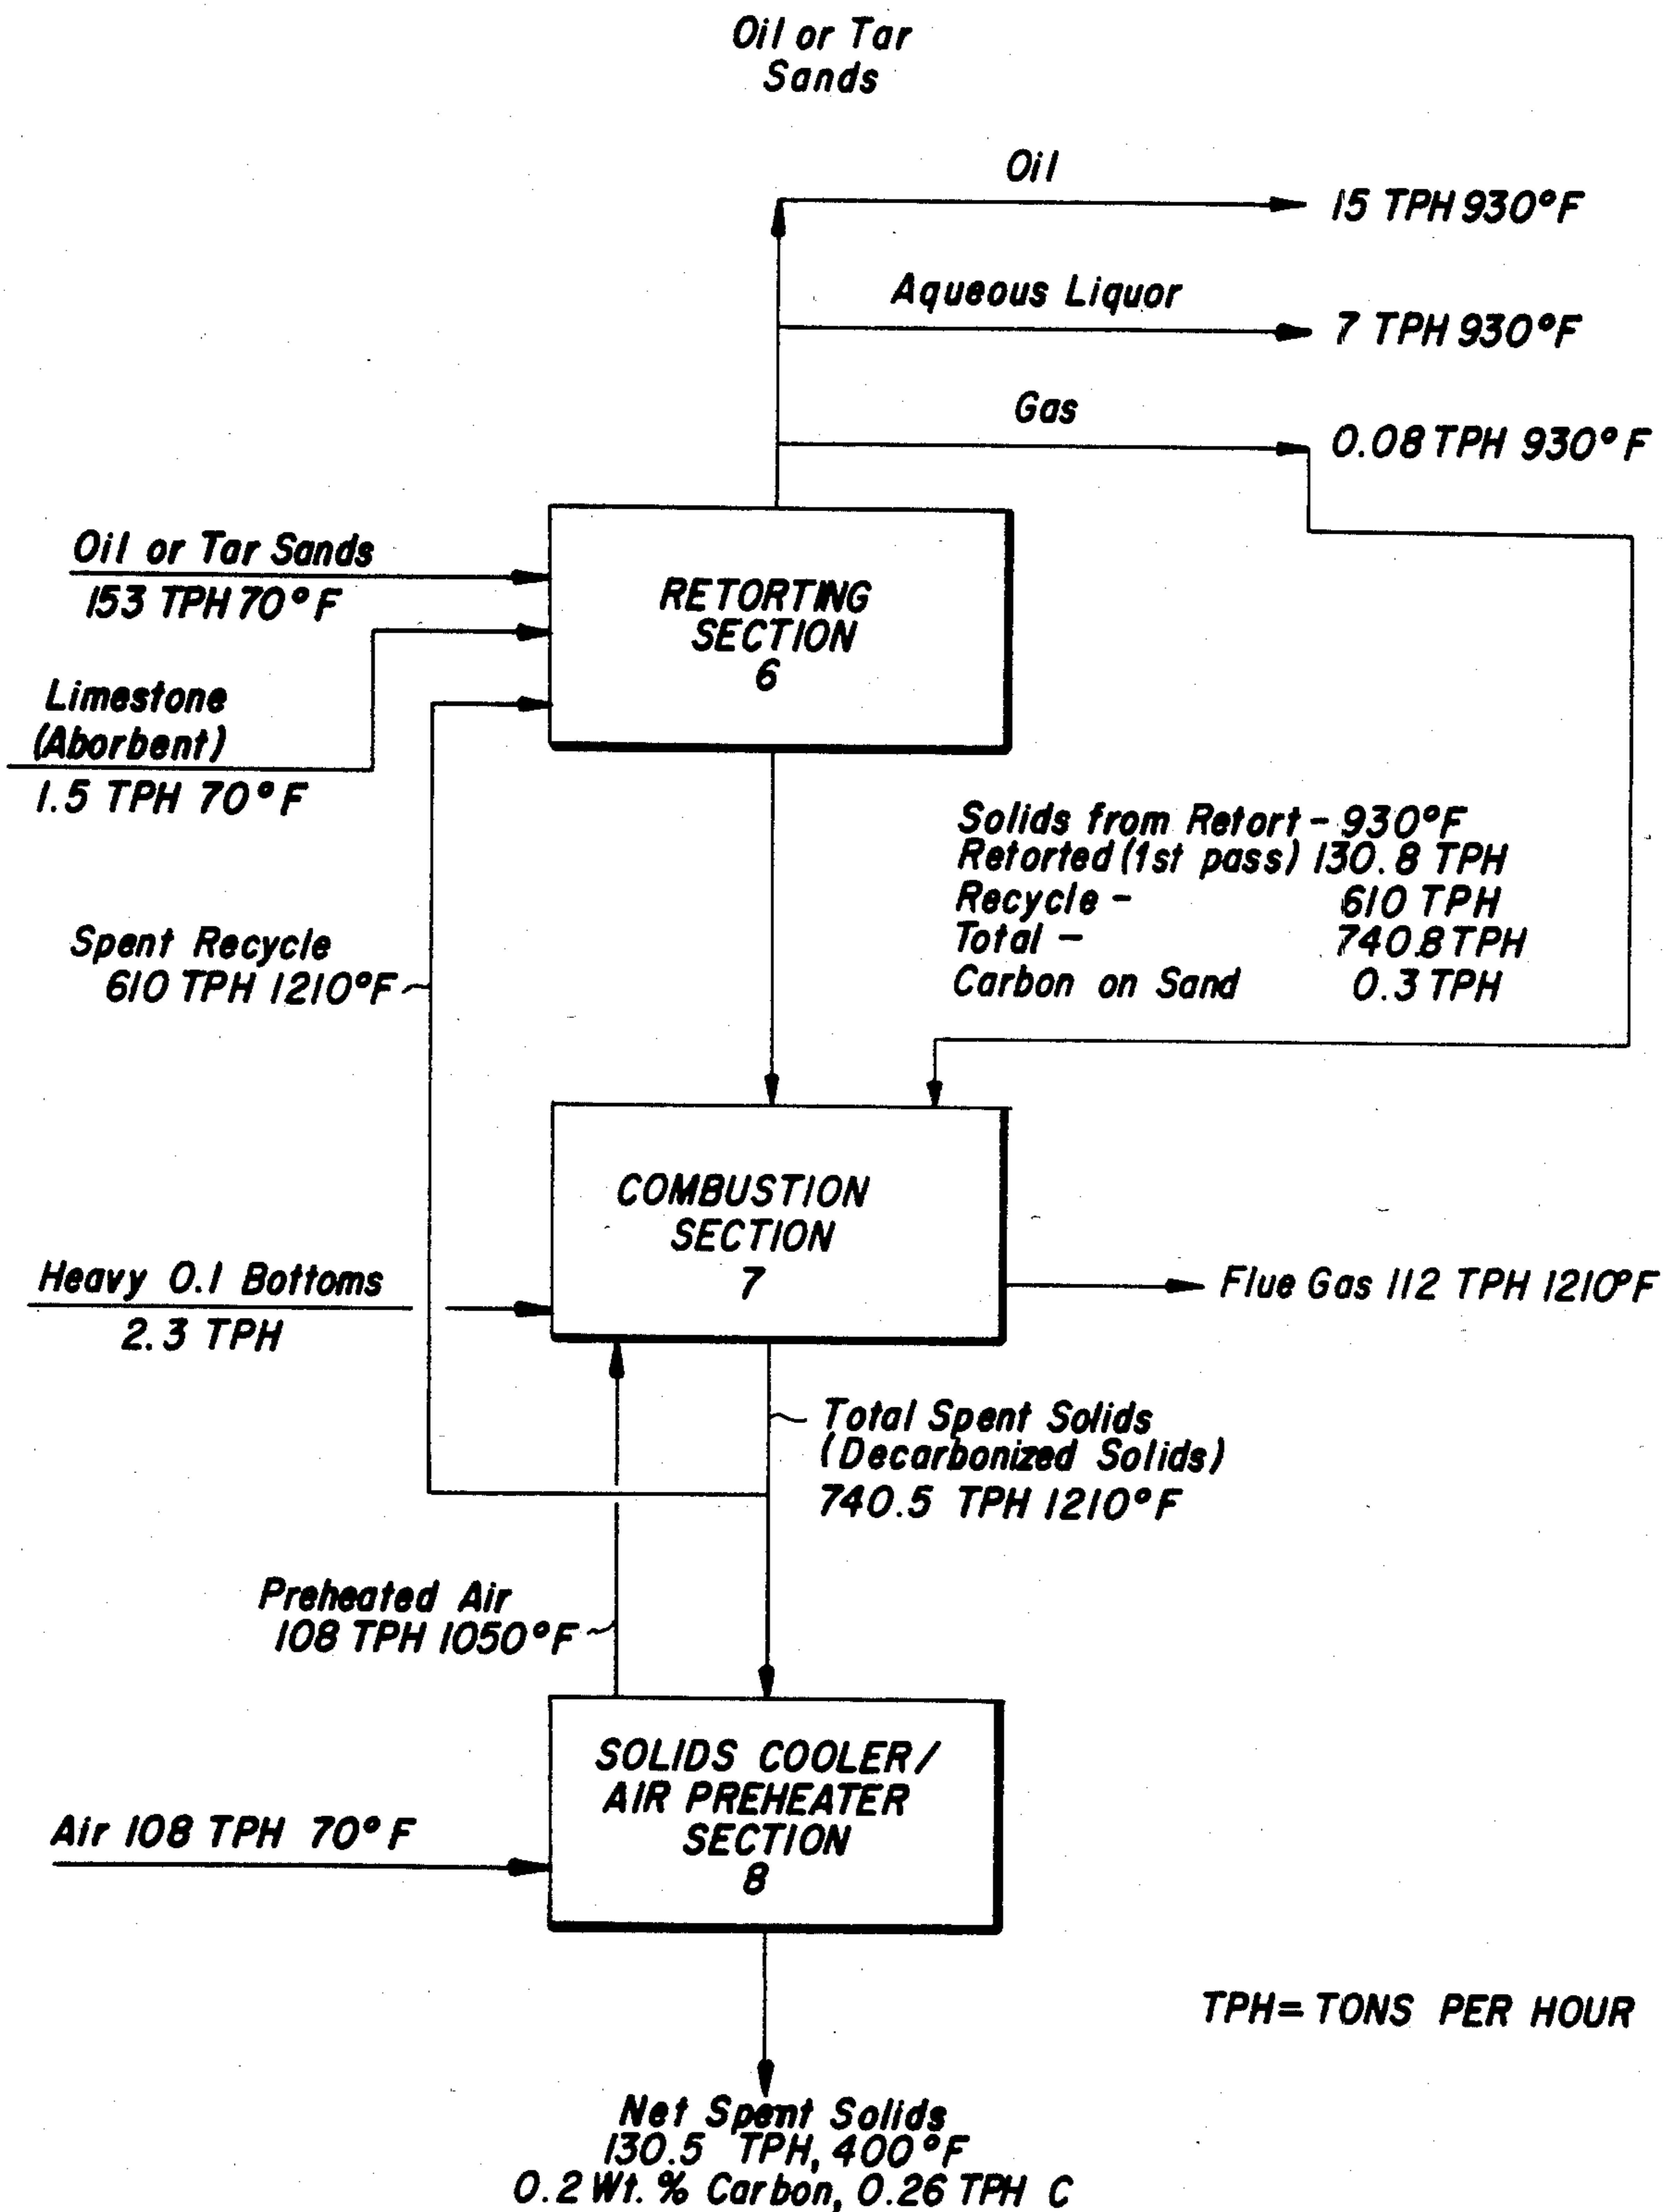 Oil or Tar
Sands
Oil
15 TPH 930°F
Aqueous Liquor
7 TPH 930°F
Gas
0.08 TPH 930°F
Oil or Tar Sands
153 TPH 70°F
RETORTING
SECTION
6
Limestone
(Aborbent)
1.5 TPH 70°F
Solids from Retort - 930°F
Retorted (1st pass) 130.8 TPH
Recycle - 610 TPH
Total - 740.8 TPH
Carbon on Sand 0.3 TPH
Spent Recycle
610 TPH 1210°F
COMBUSTION
SECTION
7
Heavy 0.1 Bottoms
2.3 TPH
Flue Gas 112 TPH 1210°F
Total Spent Solids
(Decarbonized Solids)
740.5 TPH 1210°F
Preheated Air
108 TPH 1050°F
SOLIDS COOLER/
AIR PREHEATER
SECTION
8
Air 108 TPH 70°F
TPH = TONS PER HOUR
Net Spent Solids
130.5 TPH, 400°F
0.2 Wt. % Carbon, 0.26 TPH C